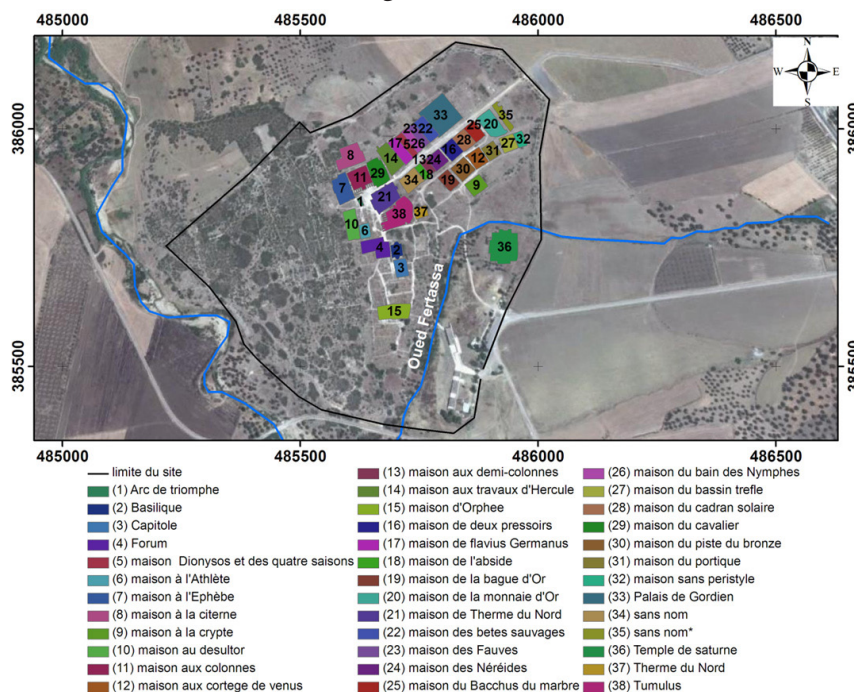 485000 485500 486000 486500
386000 386000
385500 385500
485000 485500 486000 486500
N
W E
S
33
35
23 22
25 20
17
32
5 26
28
27
8
14
16
31
13 24
12
29
18
30
11
34
19
9
7
21
1
38
37
10
6
4
2
36
3
15
Oued Fertassa
limite du site
(1) Arc de triomphe
(2) Basilique
(3) Capitole
(4) Forum
(5) maison Dionysos et des quatre saisons
(6) maison à l'Athlète
(7) maison à l'Ephèbe
(8) maison à la citerne
(9) maison à la crypte
(10) maison au desultor
(11) maison aux colonnes
(12) maison aux cortege de venus
(13) maison aux demi-colonnes
(14) maison aux travaux d'Hercule
(15) maison d'Orphee
(16) maison de deux pressoirs
(17) maison de flavius Germanus
(18) maison de l'abside
(19) maison de la bague d'Or
(20) maison de la monnaie d'Or
(21) maison de Therme du Nord
(22) maison des betes sauvages
(23) maison des Fauves
(24) maison des Néréides
(25) maison du Bacchus du marbre
(26) maison du bain des Nymphes
(27) maison du bassin trefle
(28) maison du cadran solaire
(29) maison du cavalier
(30) maison du piste du bronze
(31) maison du portique
(32) maison sans peristyle
(33) Palais de Gordien
(34) sans nom
(35) sans nom*
(36) Temple de saturne
(37) Therme du Nord
(38) Tumulus